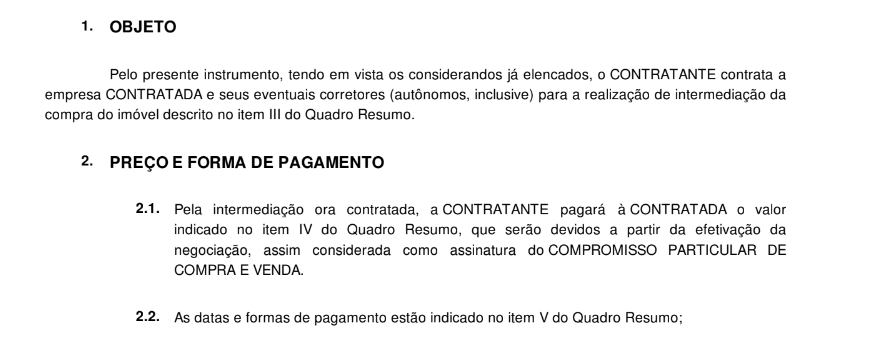 1. OBJETO
Pelo presente instrumento, tendo em vista os considerandos já elencados, o CONTRATANTE contrata a
empresa CONTRATADA e seus eventuais corretores (autônomos, inclusive) para a realização de intermediação da
compra do imóvel descrito no item III do Quadro Resumo.
2. PREÇO E FORMA DE PAGAMENTO
2.1. Pela intermediação ora contratada, a CONTRATANTE pagará à CONTRATADA o valor
indicado no item IV do Quadro Resumo, que serão devidos a partir da efetivação da
negociação, assim considerada como assinatura do COMPROMISSO PARTICULAR DE
COMPRA E VENDA.
2.2. As datas e formas de pagamento estão indicado no item V do Quadro Resumo;